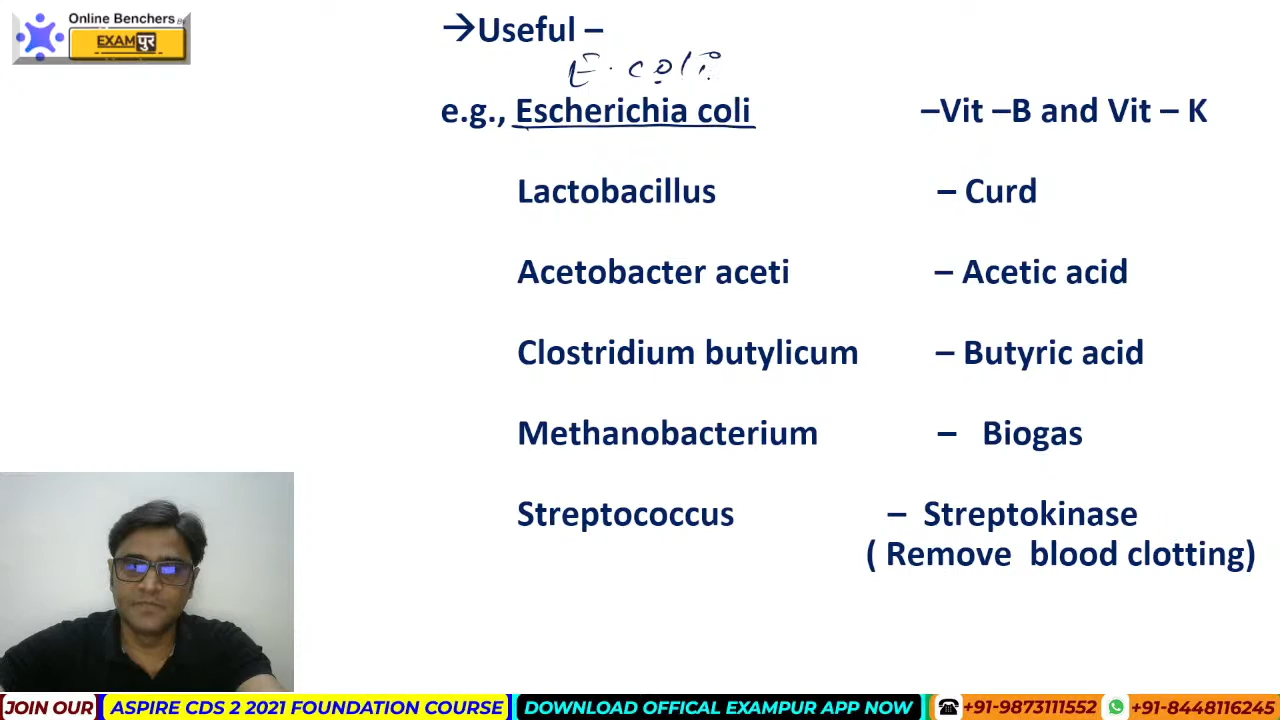 Online Benchers By
EXAMपुर
→Useful –
E. coli
e.g., Escherichia coli –Vit –B and Vit – K
Lactobacillus – Curd
Acetobacter aceti – Acetic acid
Clostridium butylicum – Butyric acid
Methanobacterium – Biogas
Streptococcus – Streptokinase
( Remove blood clotting)
JOIN OUR ASPIRE CDS 2 2021 FOUNDATION COURSE DOWNLOAD OFFICAL EXAMPUR APP NOW +91-9873111552 +91-8448116245